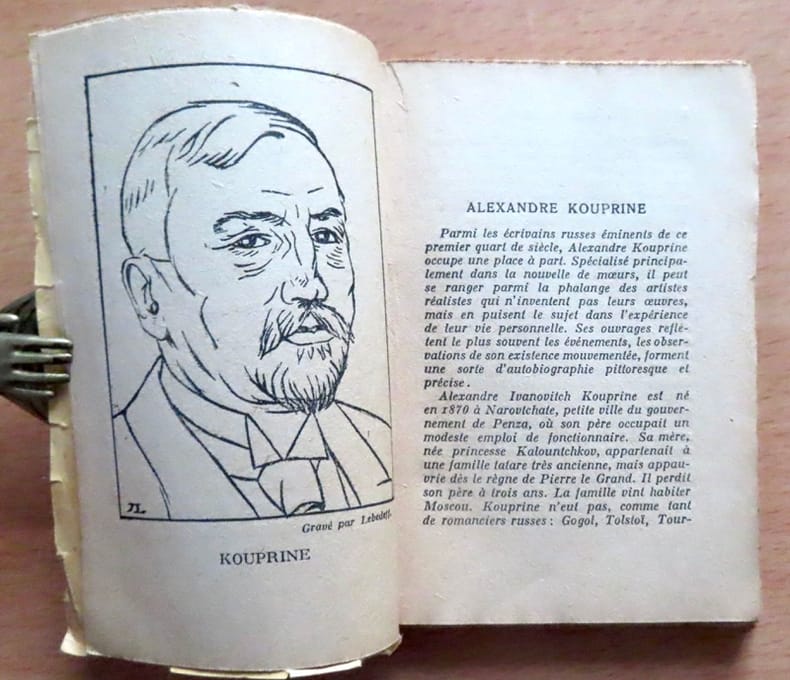 JL
Gravé par Lebedeff.
KOUPRINE
ALEXANDRE KOUPRINE
Parmi les écrivains russes éminents de ce
premier quart de siècle, Alexandre Kouprine
occupe une place à part. Spécialisé principa-
lement dans la nouvelle de mœurs, il peut
se ranger parmi la phalange des artistes
réalistes qui n'inventent pas leurs œuvres,
mais en puisent le sujet dans l'expérience
de leur vie personnelle. Ses ouvrages reflè-
tent le plus souvent les événements, les obser-
vations de son existence mouvementée, forment
une sorte d'autobiographie pittoresque et
précise.
Alexandre Ivanovitch Kouprine est né
en 1870 à Narovtchate, petite ville du gouver-
nement de Penza, où son père occupait un
modeste emploi de fonctionnaire. Sa mère,
née princesse Kalountchkov, appartenait à
une famille tatare très ancienne, mais appau-
vrie dès le règne de Pierre le Grand. Il perdit
son père à trois ans. La famille vint habiter
Moscou. Kouprine n'eut pas, comme tant
de romanciers russes : Gogol, Tolstoï, Tour-